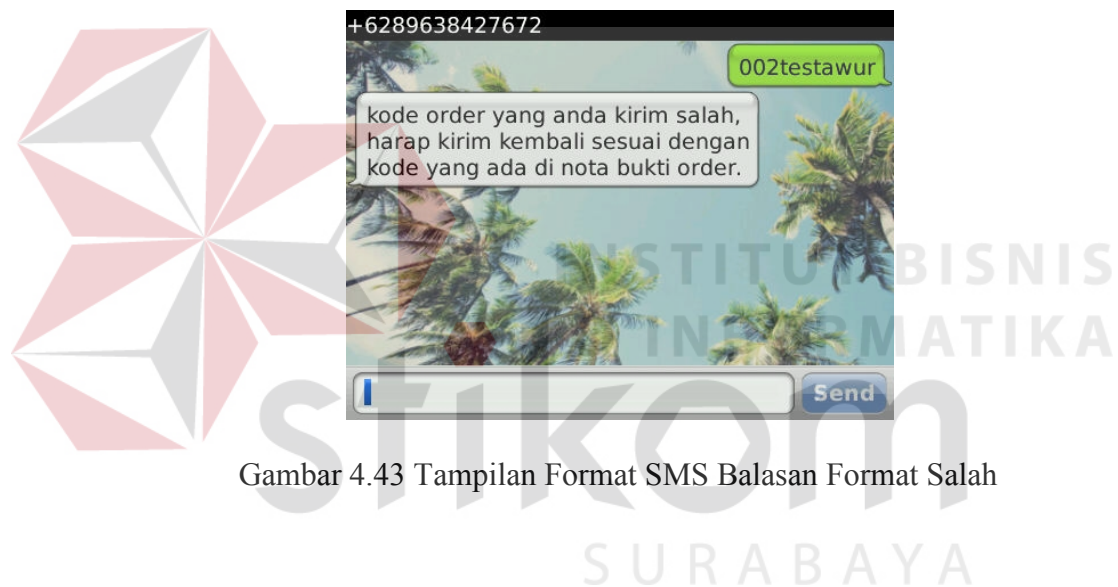 +6289638427672
002testawur
kode order yang anda kirim salah,
harap kirim kembali sesuai dengan
kode yang ada di nota bukti order.
INSTITUT BISNIS
INFORMATIKA
Send
stikom
Gambar 4.43 Tampilan Format SMS Balasan Format Salah
SURABAYA